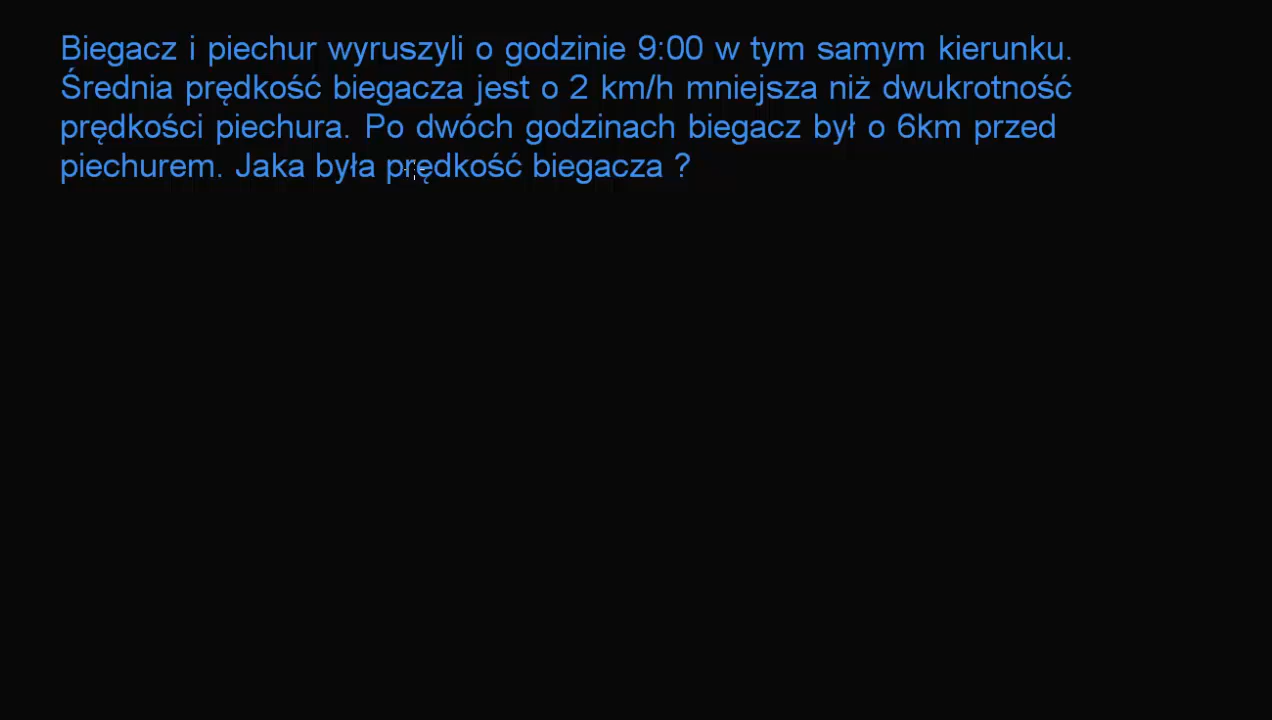 Biegacz i piechur wyruszyli o godzinie 9:00 w tym samym kierunku.
Średnia prędkość biegacza jest o 2 km/h mniejsza niż dwukrotność
prędkości piechura. Po dwóch godzinach biegacz był o 6km przed
piechurem. Jaka była prędkość biegacza ?